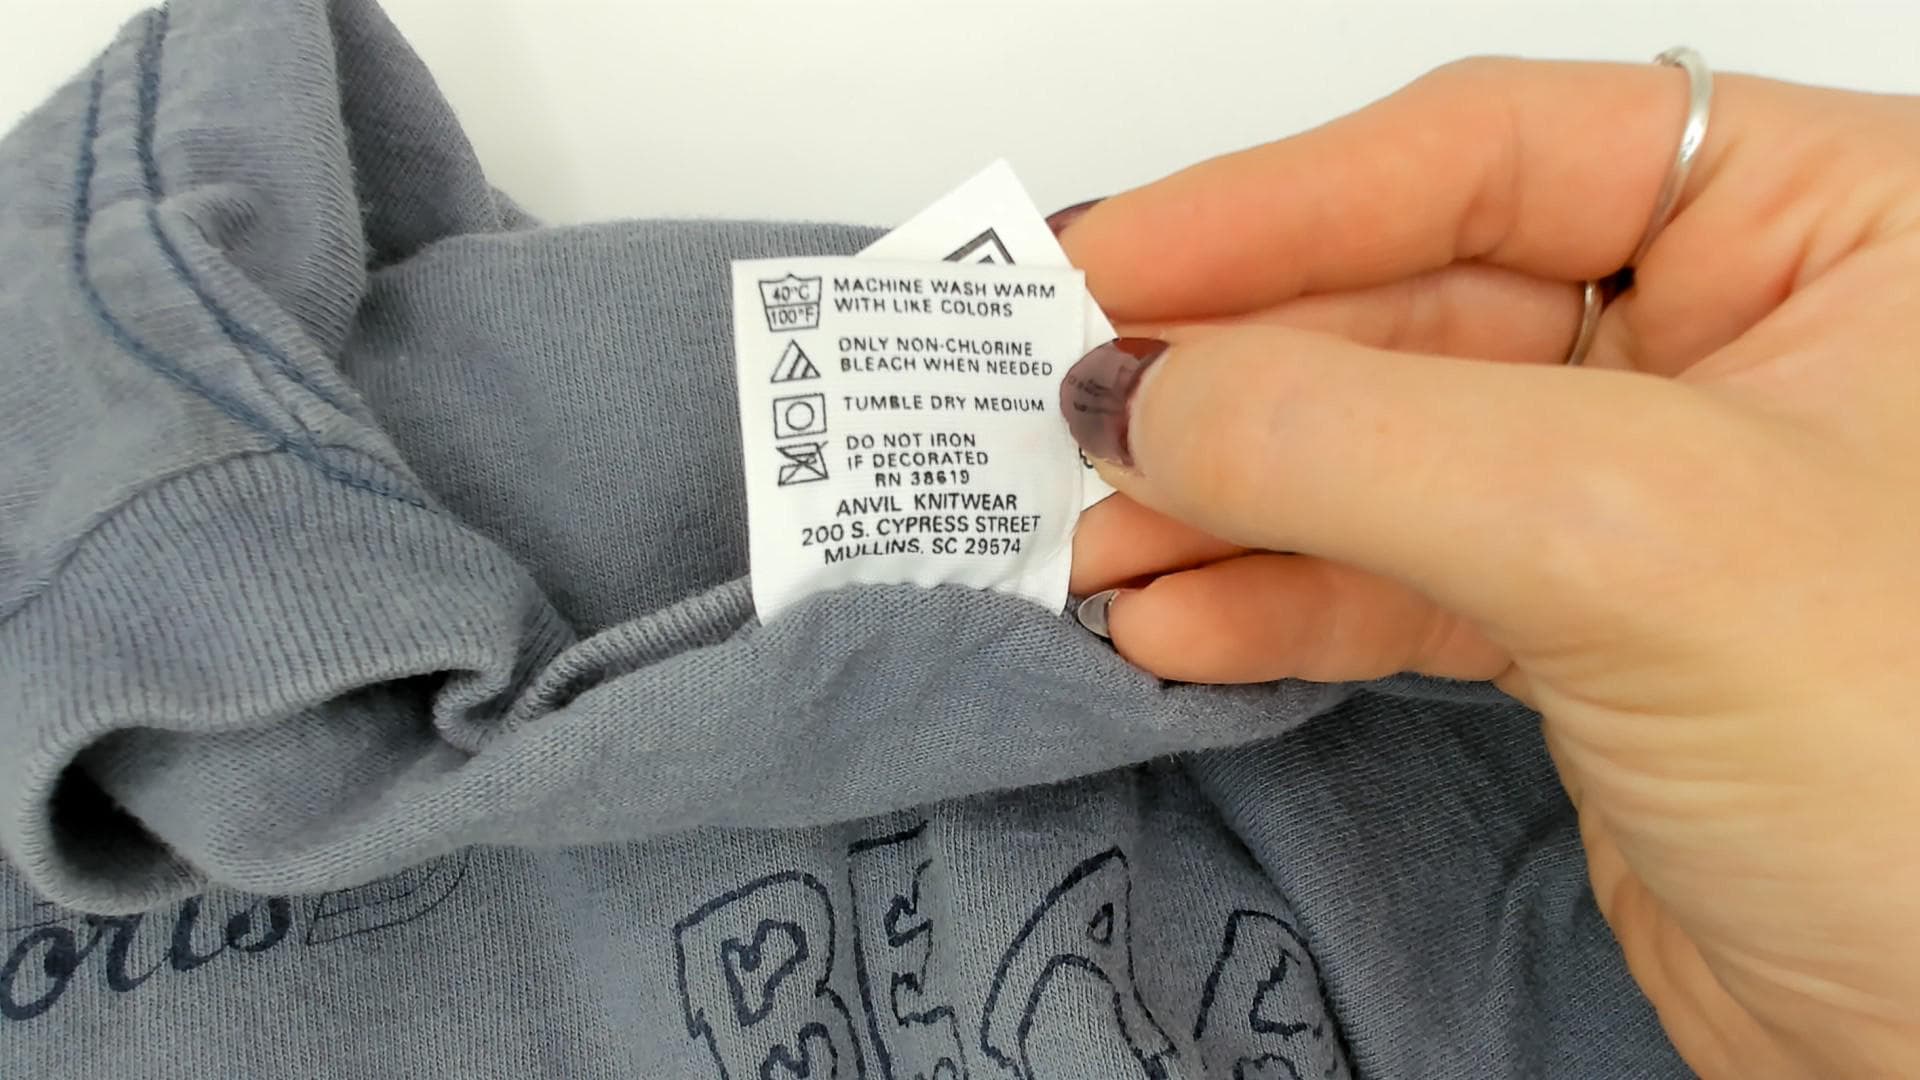 40°C
100°F
MACHINE WASH WARM
WITH LIKE COLORS
ONLY NON-CHLORINE
BLEACH WHEN NEEDED
TUMBLE DRY MEDIUM
DO NOT IRON
IF DECORATED
RN 38619
ANVIL KNITWEAR
200 S. CYPRESS STREET
MULLINS, SC 29574